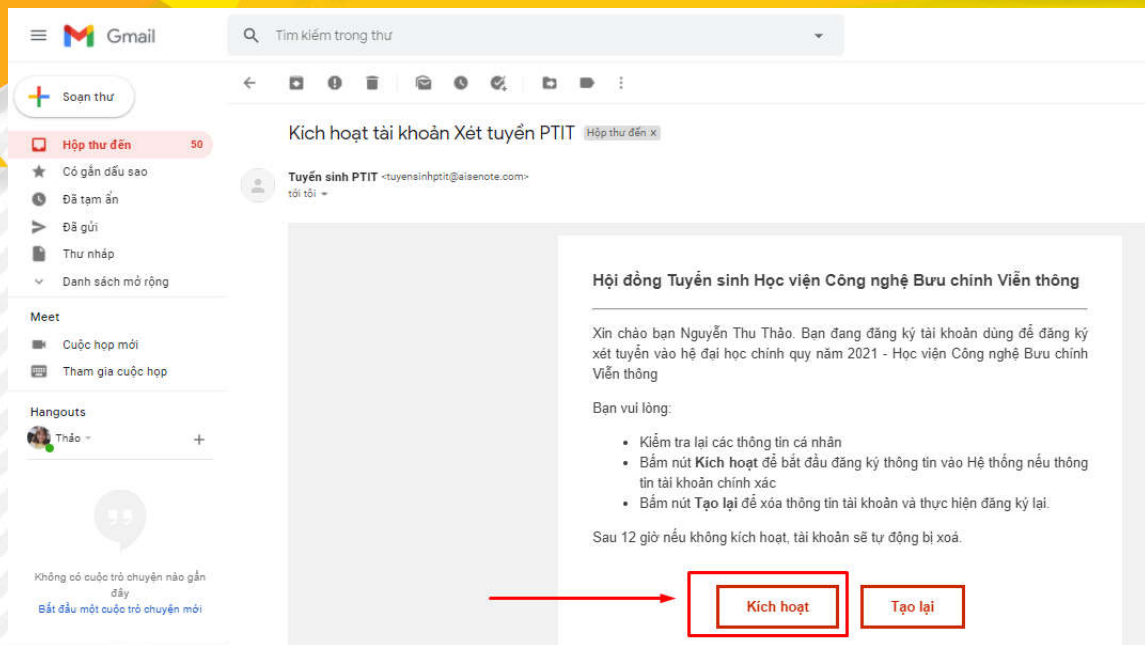 Gmail
Tìm kiếm trong thư
Soạn thư
Hộp thư đến 50
Có gắn dấu sao
Đã tạm ẩn
Đã gửi
Thư nháp
Danh sách mở rộng
Meet
Cuộc họp mới
Tham gia cuộc họp
Hangouts
Thảo
Không có cuộc trò chuyện nào gần
đây
Bắt đầu một cuộc trò chuyện mới
Kích hoạt tài khoản Xét tuyển PTIT Hộp thư đến x
Tuyển sinh PTIT <tuyensinhptit@aisenote.com>
tới tôi
Hội đồng Tuyển sinh Học viện Công nghệ Bưu chính Viễn thông
Xin chào bạn Nguyễn Thu Thảo. Bạn đang đăng ký tài khoản dùng để đăng ký
xét tuyển vào hệ đại học chính quy năm 2021 - Học viện Công nghệ Bưu chính
Viễn thông
Bạn vui lòng:
• Kiểm tra lại các thông tin cá nhân
• Bấm nút Kích hoạt để bắt đầu đăng ký thông tin vào Hệ thống nếu thông
tin tài khoản chính xác
• Bấm nút Tạo lại để xóa thông tin tài khoản và thực hiện đăng ký lại.
Sau 12 giờ nếu không kích hoạt, tài khoản sẽ tự động bị xoá.
Kích hoạt Tạo lại